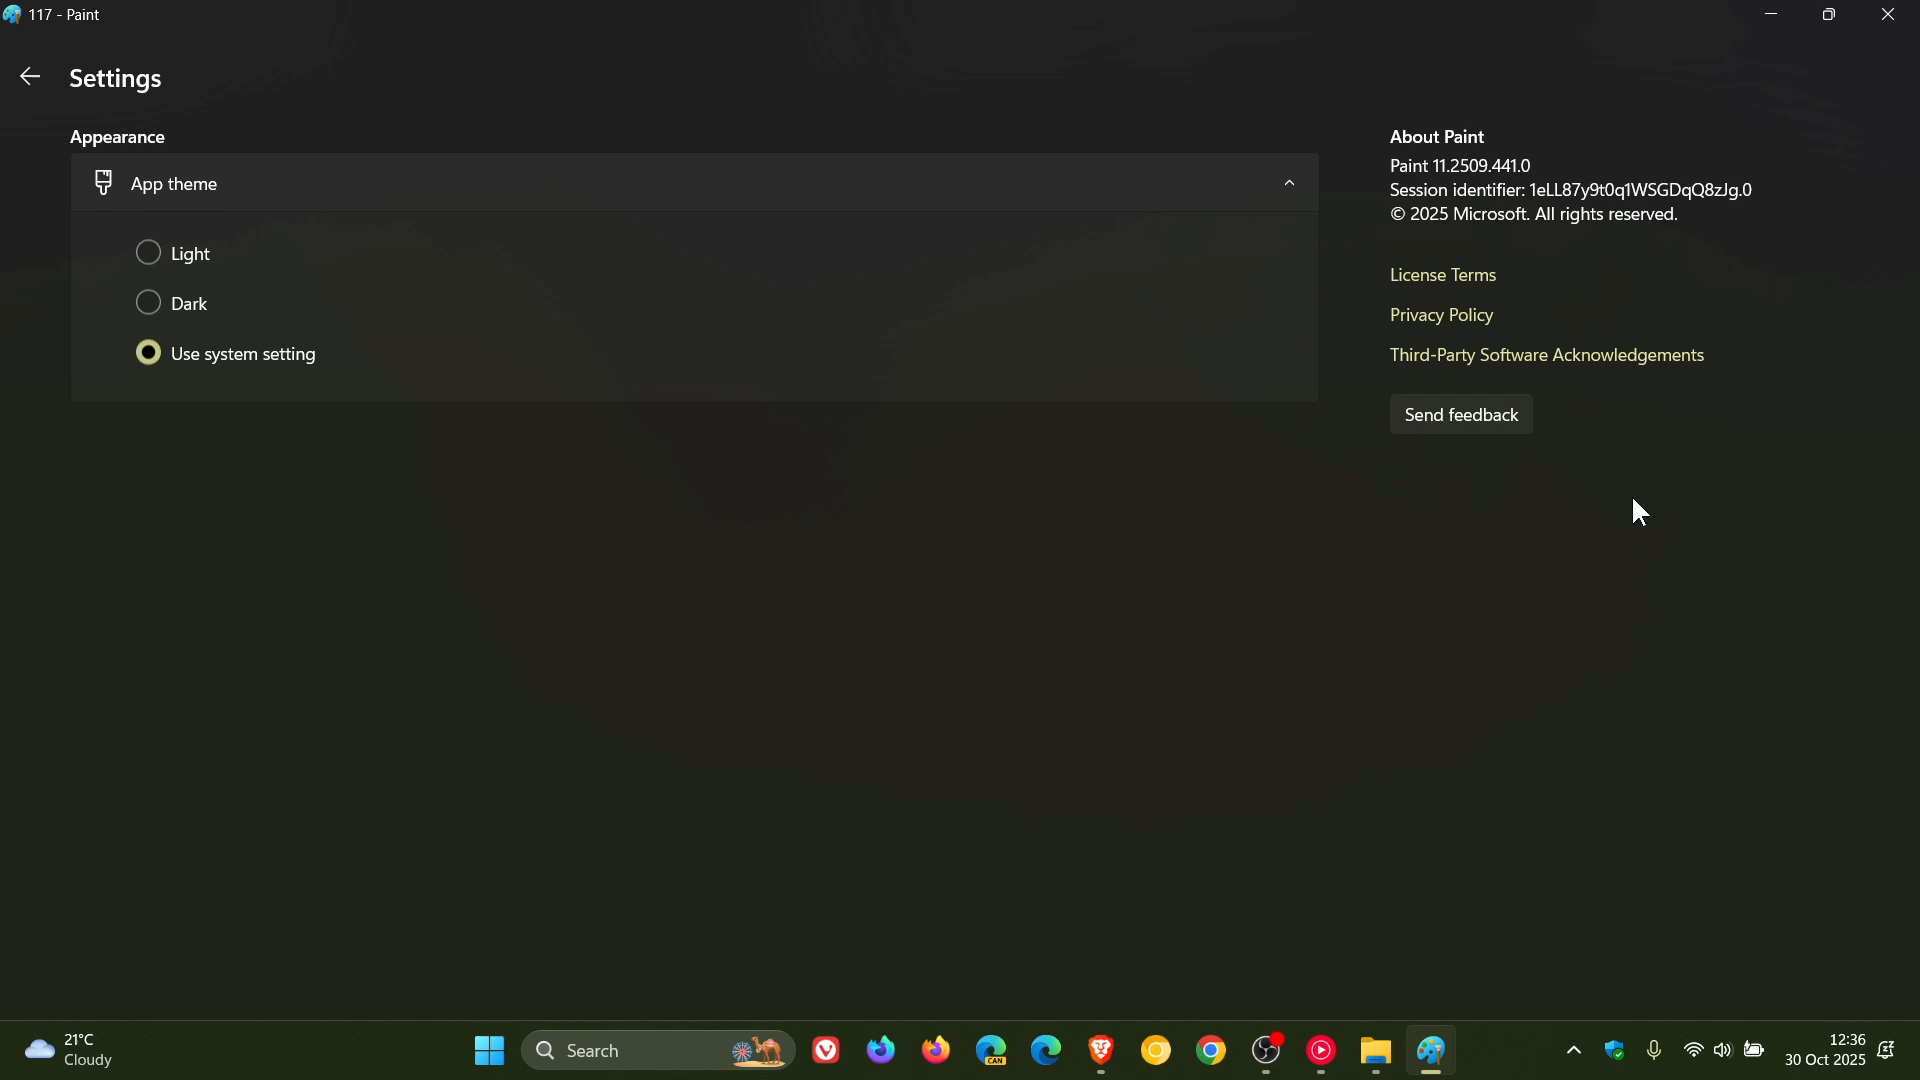 117 - Paint
Settings
Appearance
App theme
Light
Dark
Use system setting
About Paint
Paint 11.2509.441.0
Session identifier: 1eLL87y9t0q1WSGDqQ8zJg.0
© 2025 Microsoft. All rights reserved.
License Terms
Privacy Policy
Third-Party Software Acknowledgements
Send feedback
21°C
Cloudy
Search
CAN
12:36
30 Oct 2025